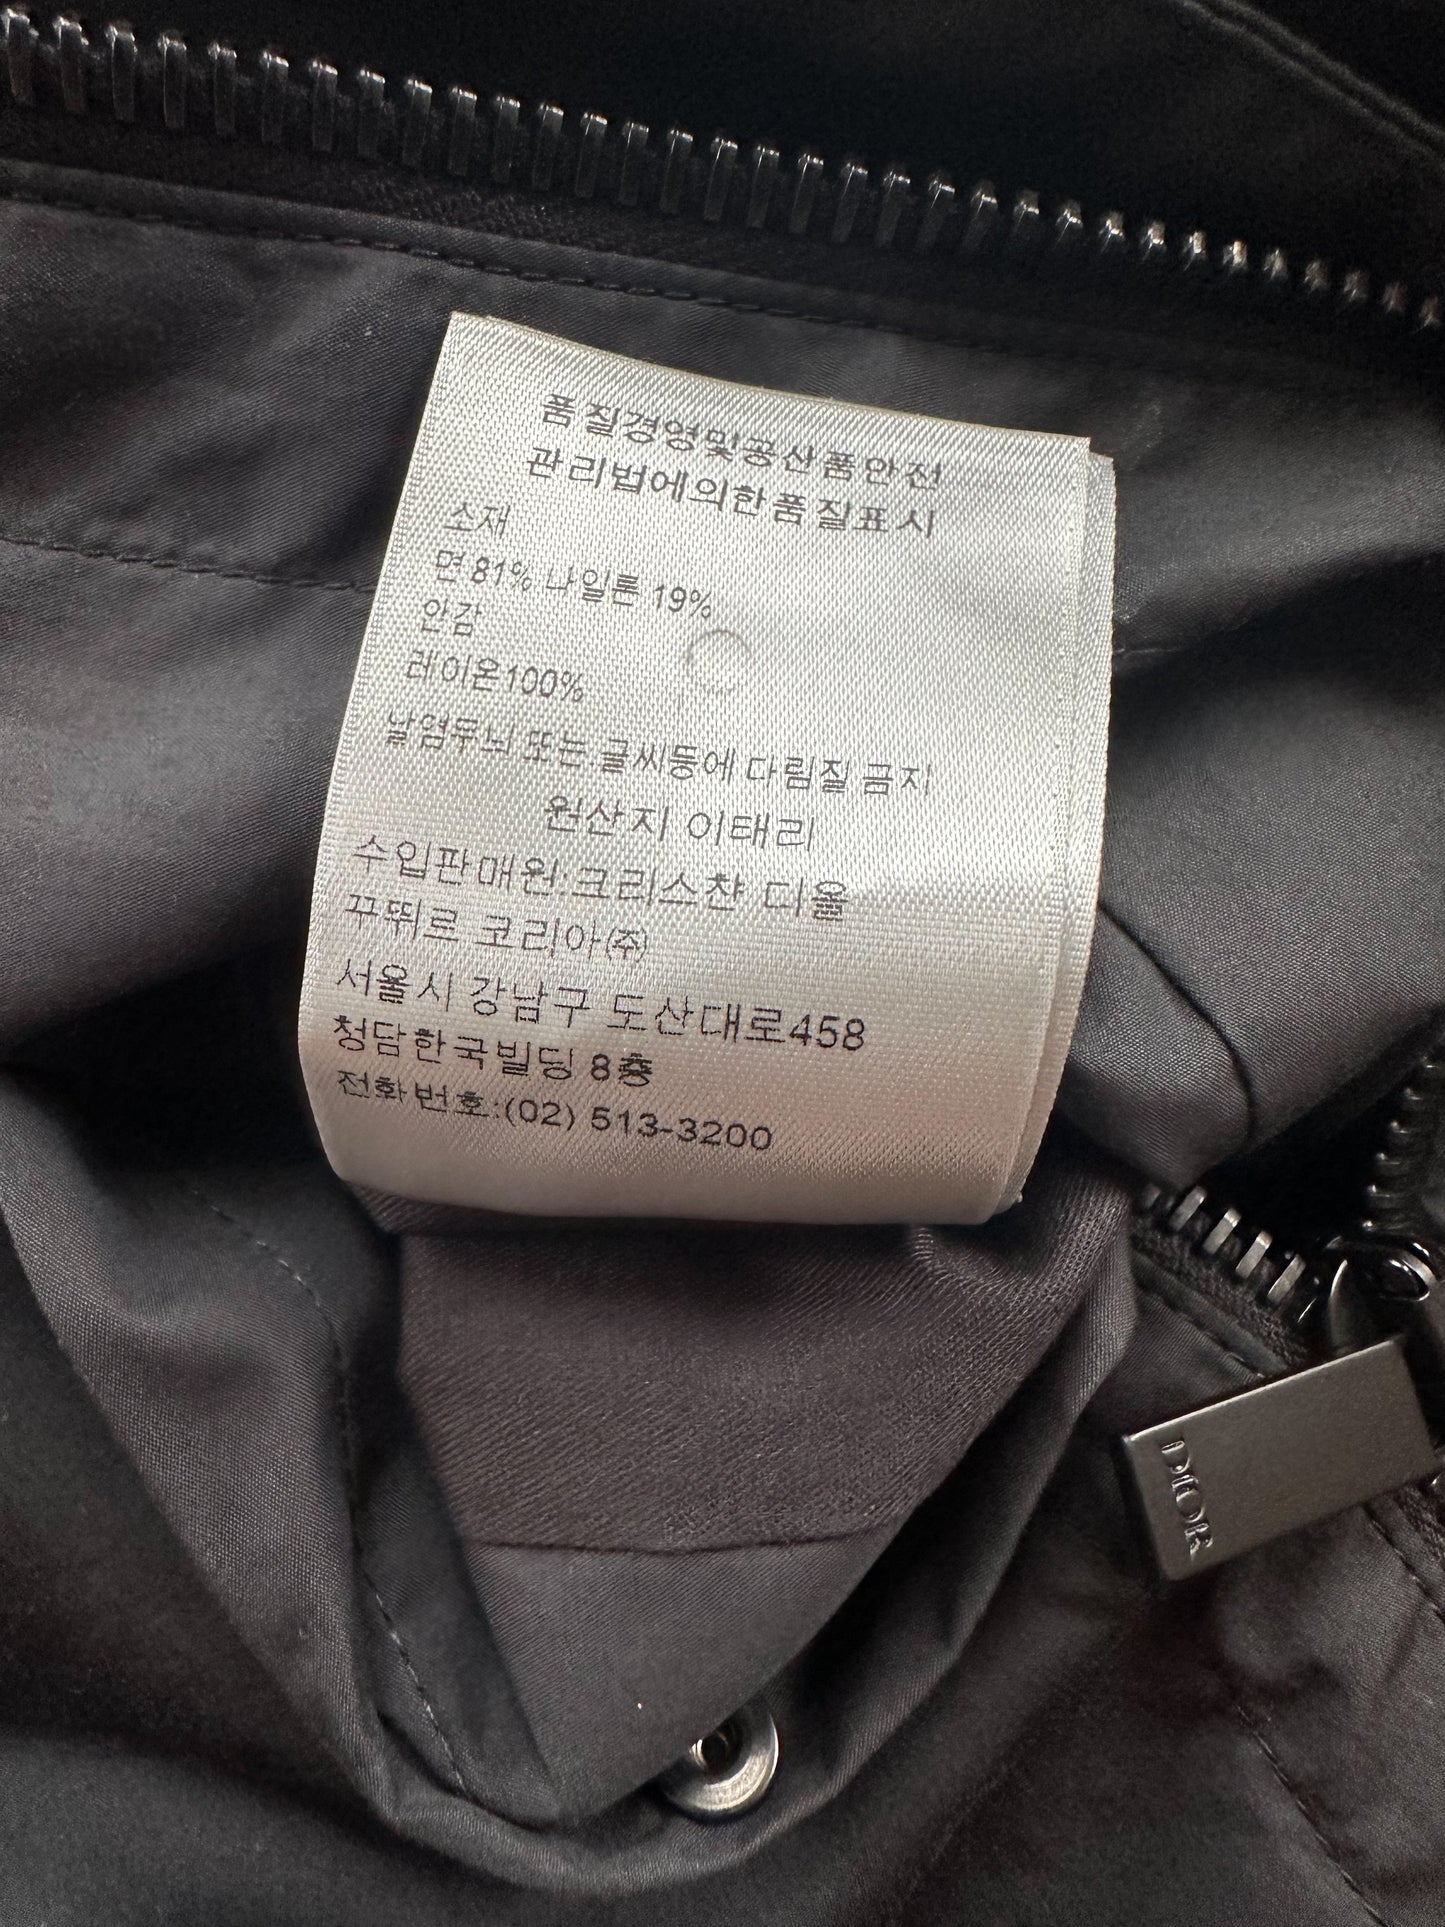 품질경영및공산품안전
관리법에의한품질표시
소재
면 81% 나일론 19%
안감
레이온100%
날염무늬 또는 글씨등에 다림질 금지
원산지 이태리
수입판매원:크리스챤 디올
꾸뛰르 코리아㈜
서울시 강남구 도산대로458
청담한국빌딩 8층
전화번호:(02) 513-3200
DIOR